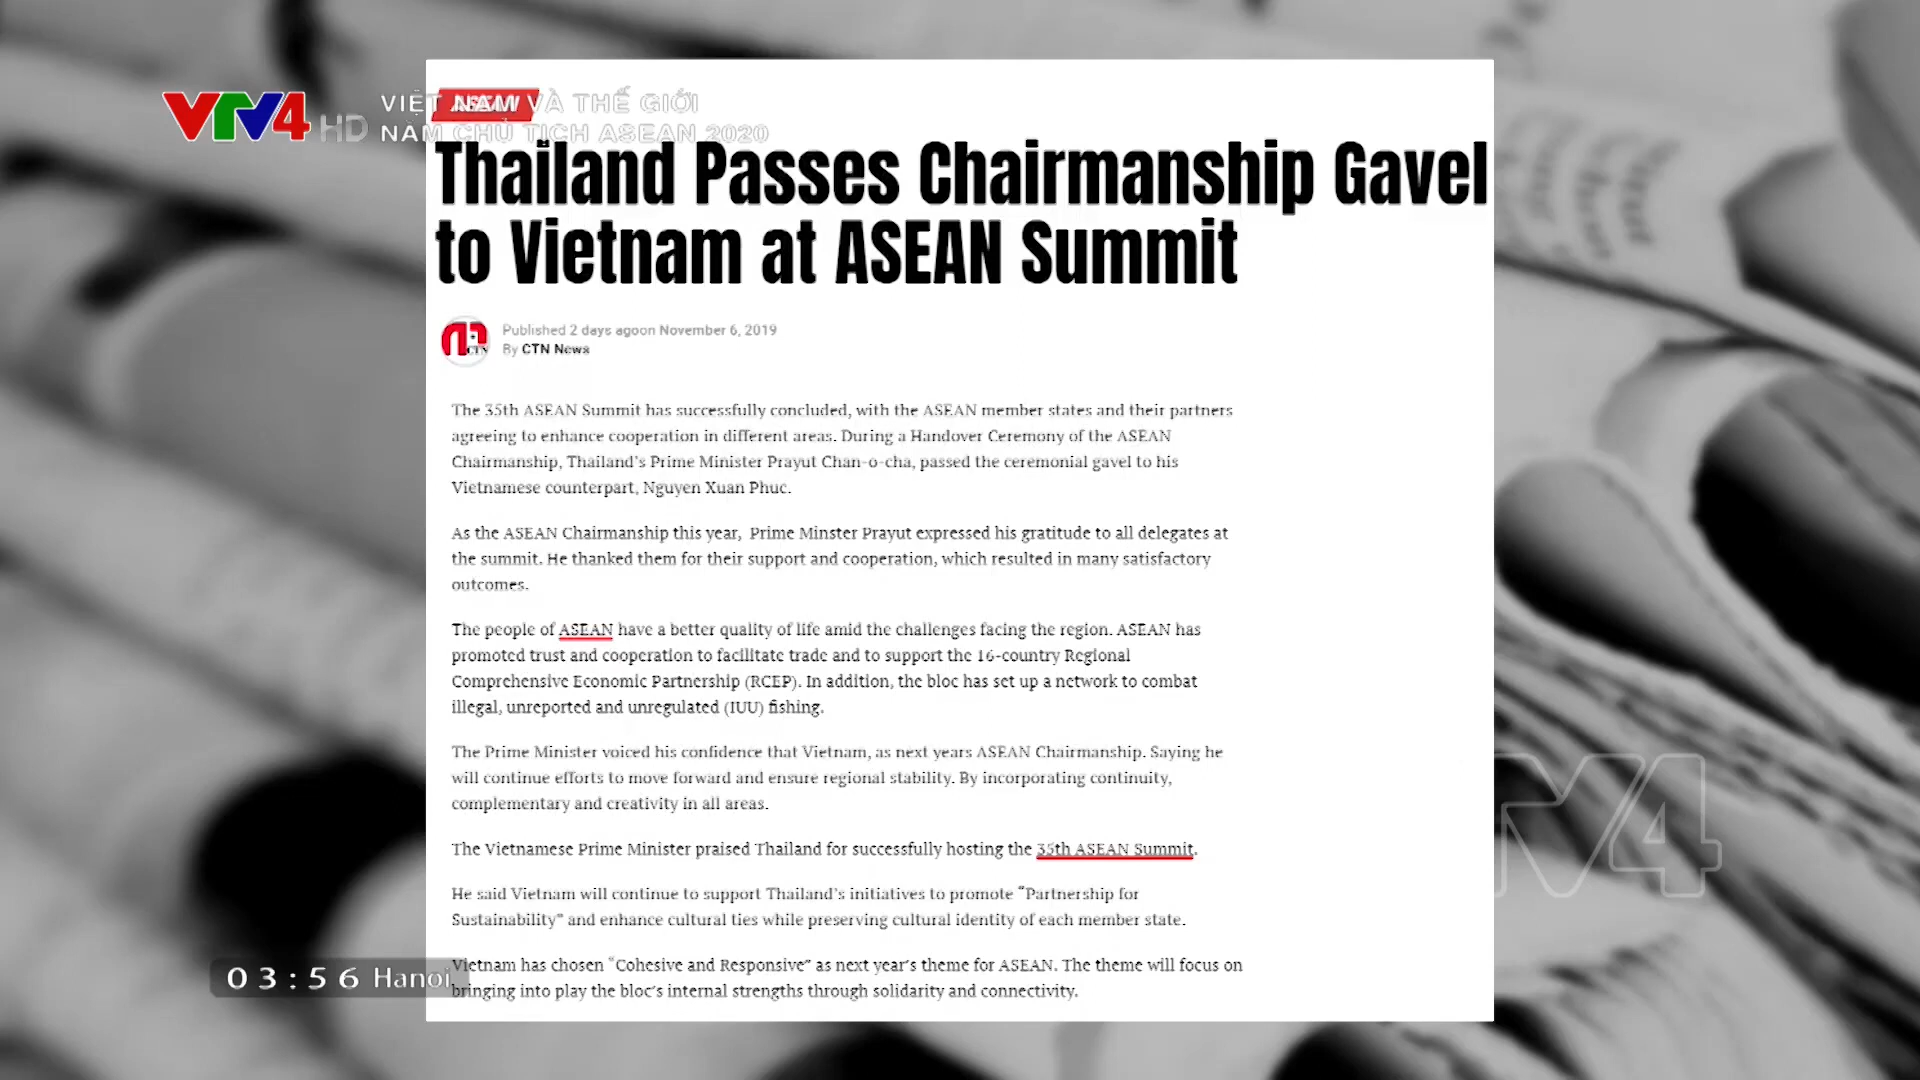 VTV4 HD
VIỆT NAM VÀ THẾ GIỚI
NĂM CHỦ TỊCH ASEAN 2020
Thailand Passes Chairmanship Gavel
to Vietnam at ASEAN Summit
Published 2 days agoon November 6, 2019
By CTN News
CTN
The 35th ASEAN Summit has successfully concluded, with the ASEAN member states and their partners
agreeing to enhance cooperation in different areas. During a Handover Ceremony of the ASEAN
Chairmanship, Thailand's Prime Minister Prayut Chan-o-cha, passed the ceremonial gavel to his
Vietnamese counterpart, Nguyen Xuan Phuc.
As the ASEAN Chairmanship this year, Prime Minster Prayut expressed his gratitude to all delegates at
the summit. He thanked them for their support and cooperation, which resulted in many satisfactory
outcomes.
The people of ASEAN have a better quality of life amid the challenges facing the region. ASEAN has
promoted trust and cooperation to facilitate trade and to support the 16-country Regional
Comprehensive Economic Partnership (RCEP). In addition, the bloc has set up a network to combat
illegal, unreported and unregulated (IUU) fishing.
The Prime Minister voiced his confidence that Vietnam, as next years ASEAN Chairmanship. Saying he
will continue efforts to move forward and ensure regional stability. By incorporating continuity,
complementary and creativity in all areas.
The Vietnamese Prime Minister praised Thailand for successfully hosting the 35th ASEAN Summit.
He said Vietnam will continue to support Thailand's initiatives to promote "Partnership for
Sustainability" and enhance cultural ties while preserving cultural identity of each member state.
Vietnam has chosen "Cohesive and Responsive" as next year's theme for ASEAN. The theme will focus on
bringing into play the bloc's internal strengths through solidarity and connectivity.
03:56 Hanoi
TV4